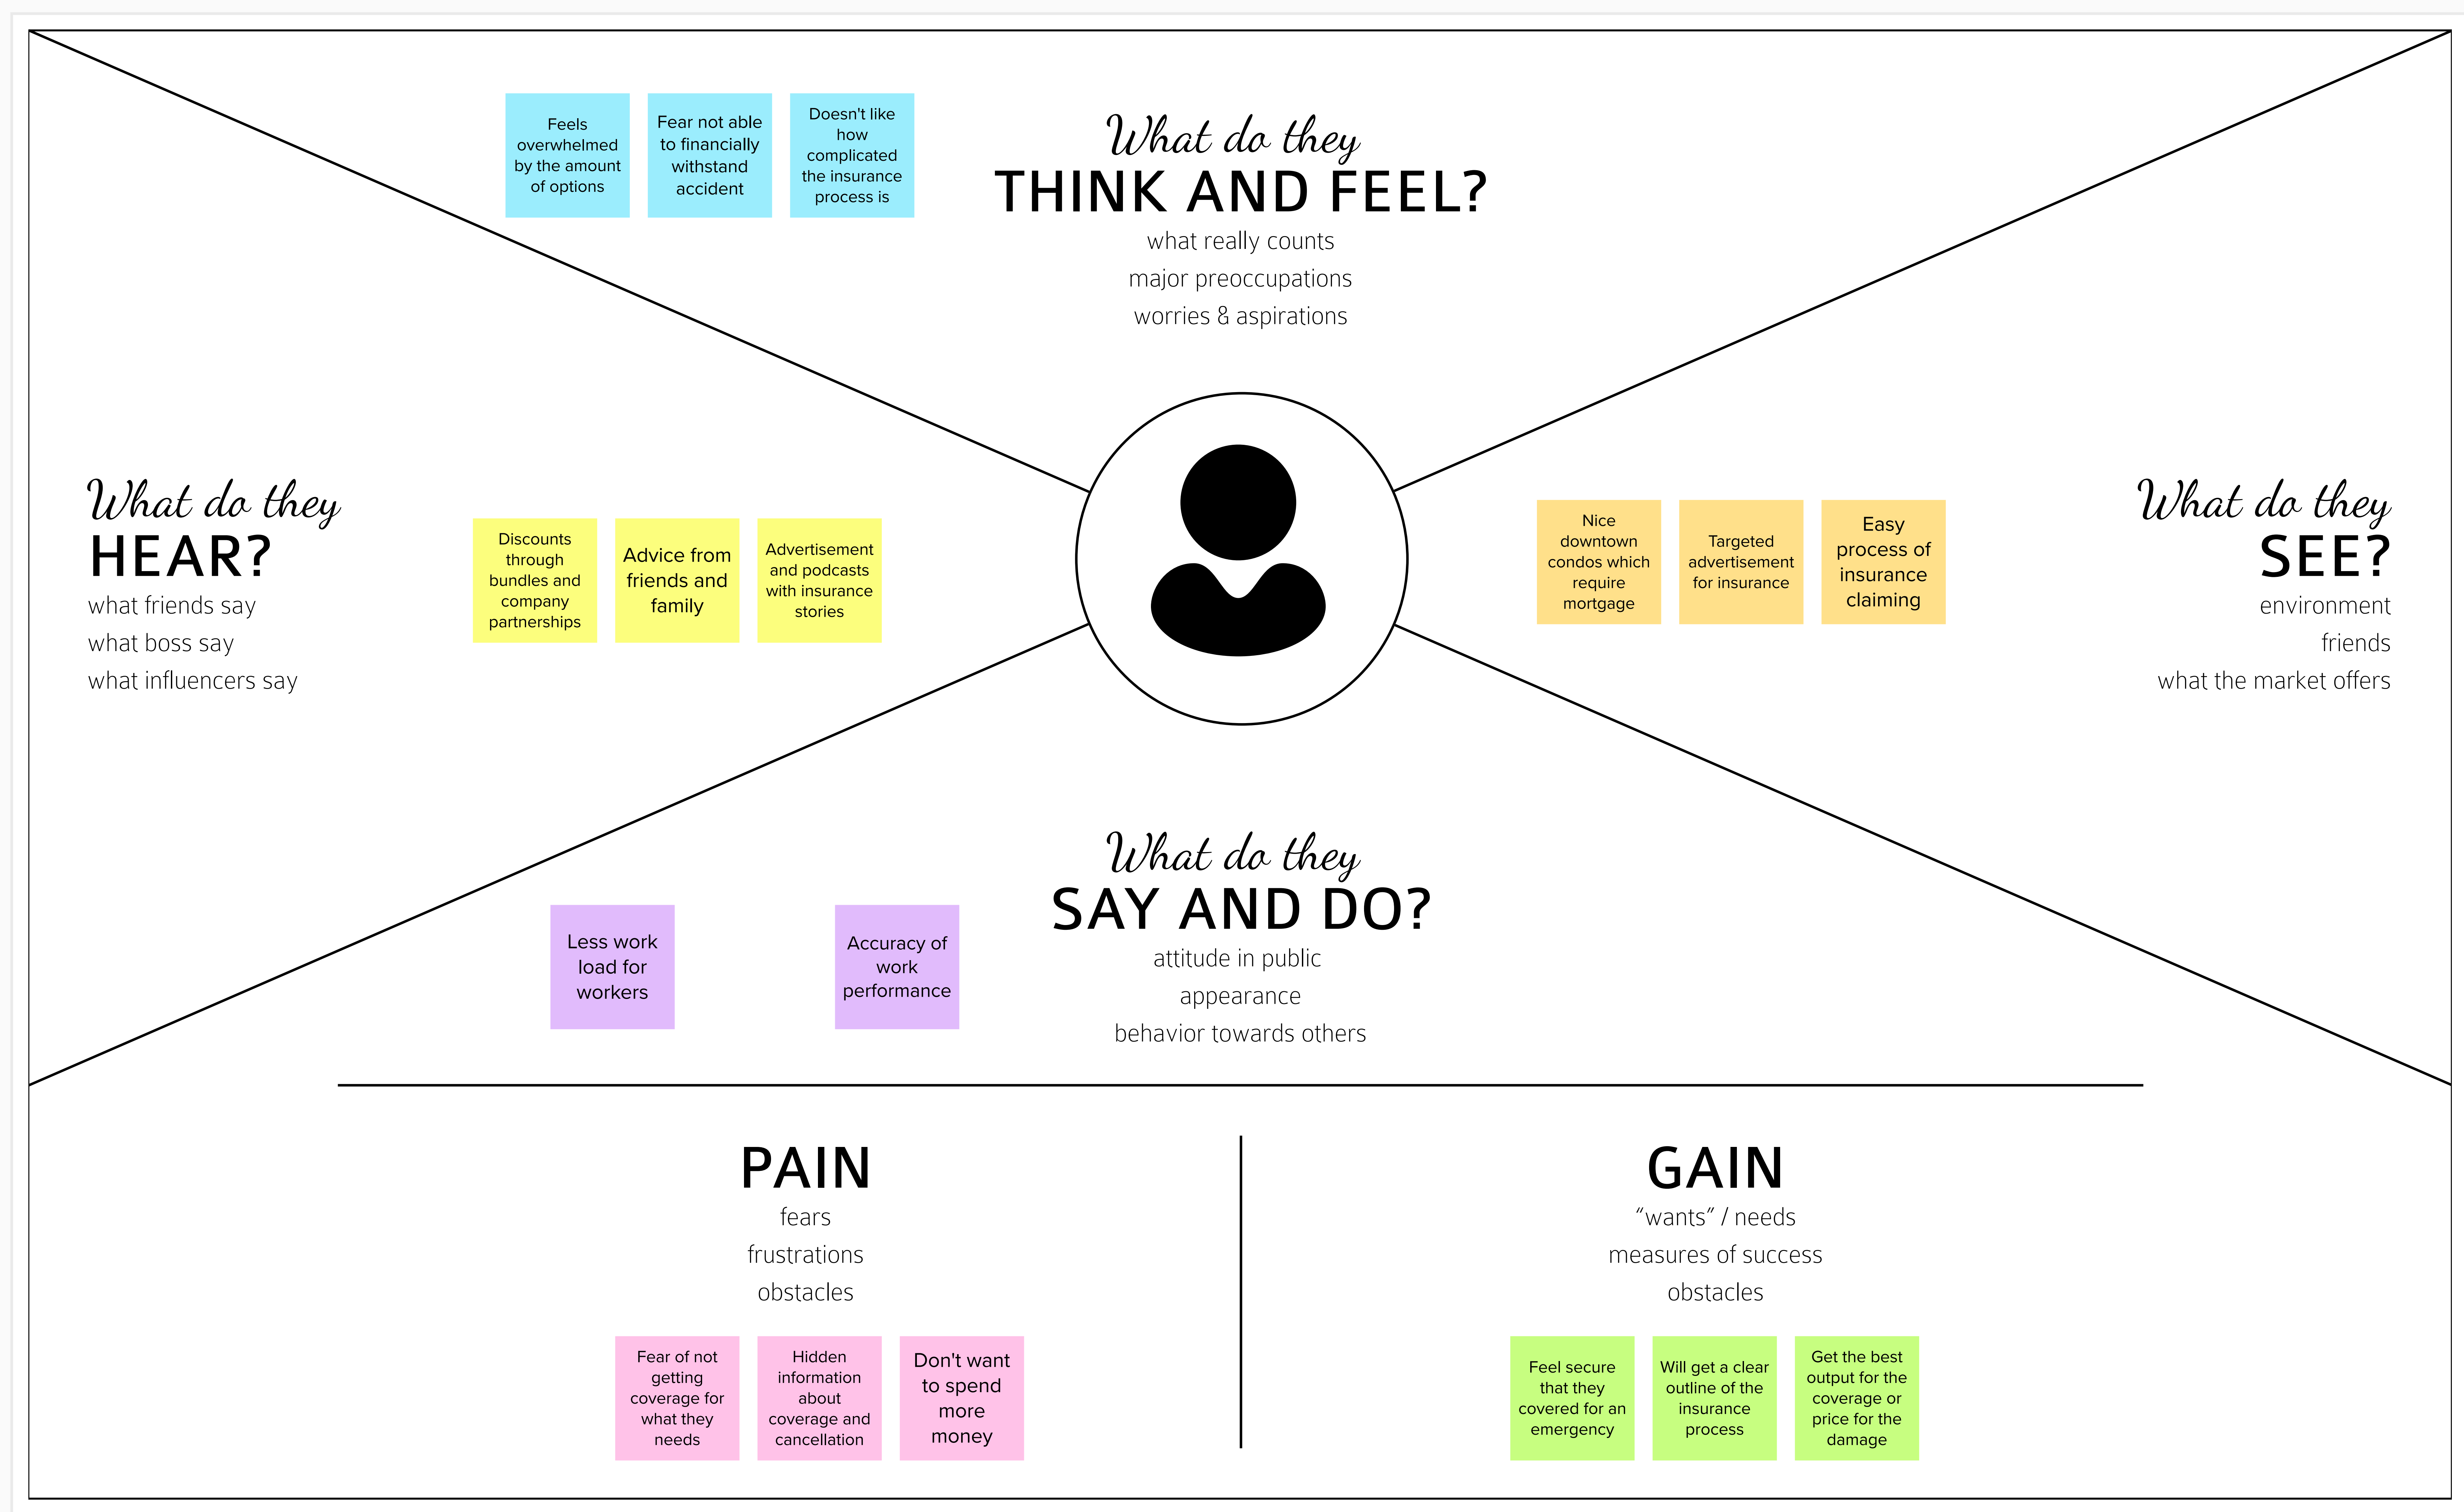 Feels
overwhelmed
by the amount
of options
Fear not able
to financially
withstand
accident
Doesn't like
how
complicated
the insurance
process is
What do they
THINK AND FEEL?
what really counts
major preoccupations
worries & aspirations
What do they
HEAR?
what friends say
what boss say
what influencers say
Discounts
through
bundles and
company
partnerships
Advice from
friends and
family
Advertisement
and podcasts
with insurance
stories
Nice
downtown
condos which
require
mortgage
Targeted
advertisement
for insurance
Easy
process of
insurance
claiming
What do they
SEE?
environment
friends
what the market offers
Less work
load for
workers
Accuracy of
work
performance
What do they
SAY AND DO?
attitude in public
appearance
behavior towards others
PAIN
fears
frustrations
obstacles
Fear of not
getting
coverage for
what they
needs
Hidden
information
about
coverage and
cancellation
Don't want
to spend
more
money
GAIN
“wants” / needs
measures of success
obstacles
Feel secure
that they
covered for an
emergency
Will get a clear
outline of the
insurance
process
Get the best
output for the
coverage or
price for the
damage